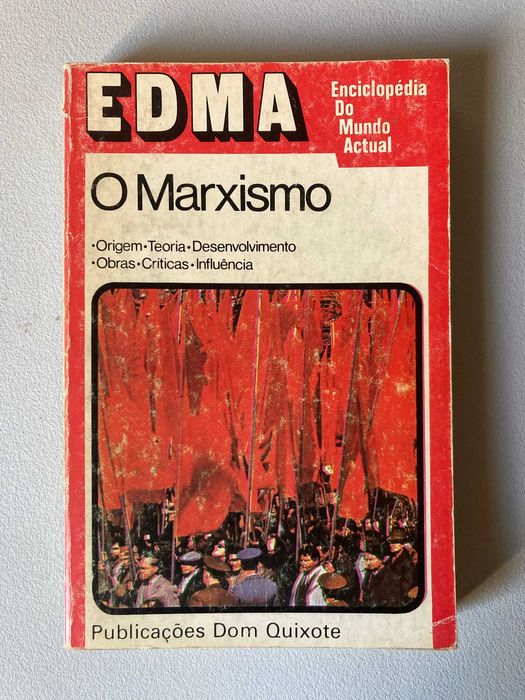 EDMA
Enciclopédia
Do
Mundo
Actual
O Marxismo
•Origem•Teoria•Desenvolvimento
•Obras•Críticas•Influência
Publicações Dom Quixote